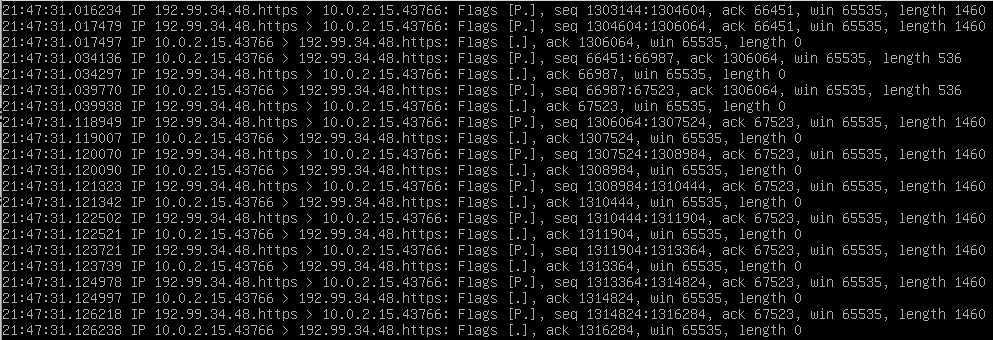 21:47:31.016234 IP 192.99.34.48.https > 10.0.2.15.43766: Flags [P.], seq 1303144:1304604, ack 66451, win 65535, length 1460
21:47:31.017479 IP 192.99.34.48.https > 10.0.2.15.43766: Flags [P.], seq 1304604:1306064, ack 66451, win 65535, length 1460
21:47:31.017497 IP 10.0.2.15.43766 > 192.99.34.48.https: Flags [.], ack 1306064, win 65535, length 0
21:47:31.034136 IP 10.0.2.15.43766 > 192.99.34.48.https: Flags [P.], seq 66451:66987, ack 1306064, win 65535, length 536
21:47:31.034297 IP 192.99.34.48.https > 10.0.2.15.43766: Flags [.], ack 66987, win 65535, length 0
21:47:31.039770 IP 10.0.2.15.43766 > 192.99.34.48.https: Flags [P.], seq 66987:67523, ack 1306064, win 65535, length 536
21:47:31.039938 IP 192.99.34.48.https > 10.0.2.15.43766: Flags [.], ack 67523, win 65535, length 0
21:47:31.118949 IP 192.99.34.48.https > 10.0.2.15.43766: Flags [P.], seq 1306064:1307524, ack 67523, win 65535, length 1460
21:47:31.119007 IP 10.0.2.15.43766 > 192.99.34.48.https: Flags [.], ack 1307524, win 65535, length 0
21:47:31.120070 IP 192.99.34.48.https > 10.0.2.15.43766: Flags [P.], seq 1307524:1308984, ack 67523, win 65535, length 1460
21:47:31.120090 IP 10.0.2.15.43766 > 192.99.34.48.https: Flags [.], ack 1308984, win 65535, length 0
21:47:31.121323 IP 192.99.34.48.https > 10.0.2.15.43766: Flags [P.], seq 1308984:1310444, ack 67523, win 65535, length 1460
21:47:31.121342 IP 10.0.2.15.43766 > 192.99.34.48.https: Flags [.], ack 1310444, win 65535, length 0
21:47:31.122502 IP 192.99.34.48.https > 10.0.2.15.43766: Flags [P.], seq 1310444:1311904, ack 67523, win 65535, length 1460
21:47:31.122521 IP 10.0.2.15.43766 > 192.99.34.48.https: Flags [.], ack 1311904, win 65535, length 0
21:47:31.123721 IP 192.99.34.48.https > 10.0.2.15.43766: Flags [P.], seq 1311904:1313364, ack 67523, win 65535, length 1460
21:47:31.123739 IP 10.0.2.15.43766 > 192.99.34.48.https: Flags [.], ack 1313364, win 65535, length 0
21:47:31.124978 IP 192.99.34.48.https > 10.0.2.15.43766: Flags [P.], seq 1313364:1314824, ack 67523, win 65535, length 1460
21:47:31.124997 IP 10.0.2.15.43766 > 192.99.34.48.https: Flags [.], ack 1314824, win 65535, length 0
21:47:31.126218 IP 192.99.34.48.https > 10.0.2.15.43766: Flags [P.], seq 1314824:1316284, ack 67523, win 65535, length 1460
21:47:31.126238 IP 10.0.2.15.43766 > 192.99.34.48.https: Flags [.], ack 1316284, win 65535, length 0